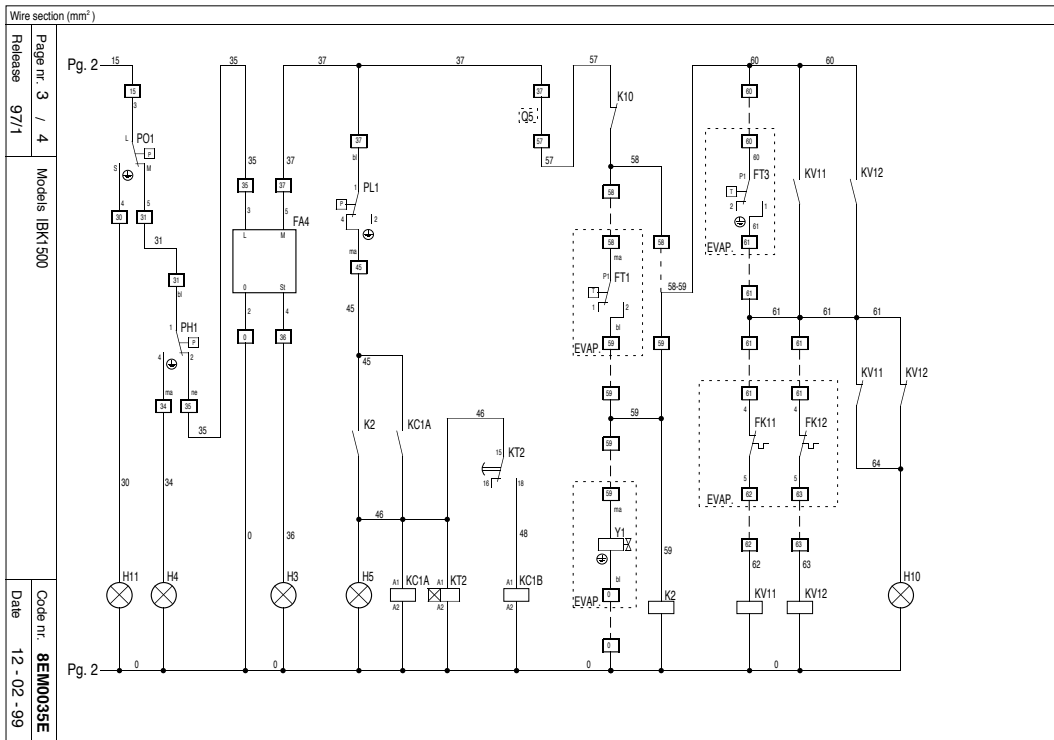 Wire section (mm²)
Page nr. 3 / 4
Release 97/1
Models IBK1500
Code nr. 8EM0035E
Date 12 - 02 - 99
Pg. 2
15
35
37
37
57
60
60
15
3
L
PO1
P
S
M
4
5
30
31
31
31
bl
1
PH1
P
4
2
ma
ne
34
35
35
30
34
H11
H4
35
37
35
37
3
5
FA4
L
M
0
St
2
4
0
36
0
36
H3
37
bl
1
PL1
P
4
2
ma
45
45
45
K2
KC1A
46
46
15
KT2
16
18
48
H5
A1
KC1A
A2
A1
KT2
A2
A1
KC1B
A2
37
Q5
57
57
K10
58
58
58
ma
P1
FT1
T
1
2
bl
EVAP.
59
59
59
59
59
ma
Y1
bl
EVAP.
0
0
58
58-59
59
59
K2
60
60
60
P1
FT3
T
2
1
61
EVAP.
61
61
KV11
KV12
61
61
61
61
61
61
61
4
4
FK11
FK12
5
5
EVAP.
62
63
62
63
62
63
KV11
KV12
KV11
KV12
64
H10
Pg. 2
0
0
0
0